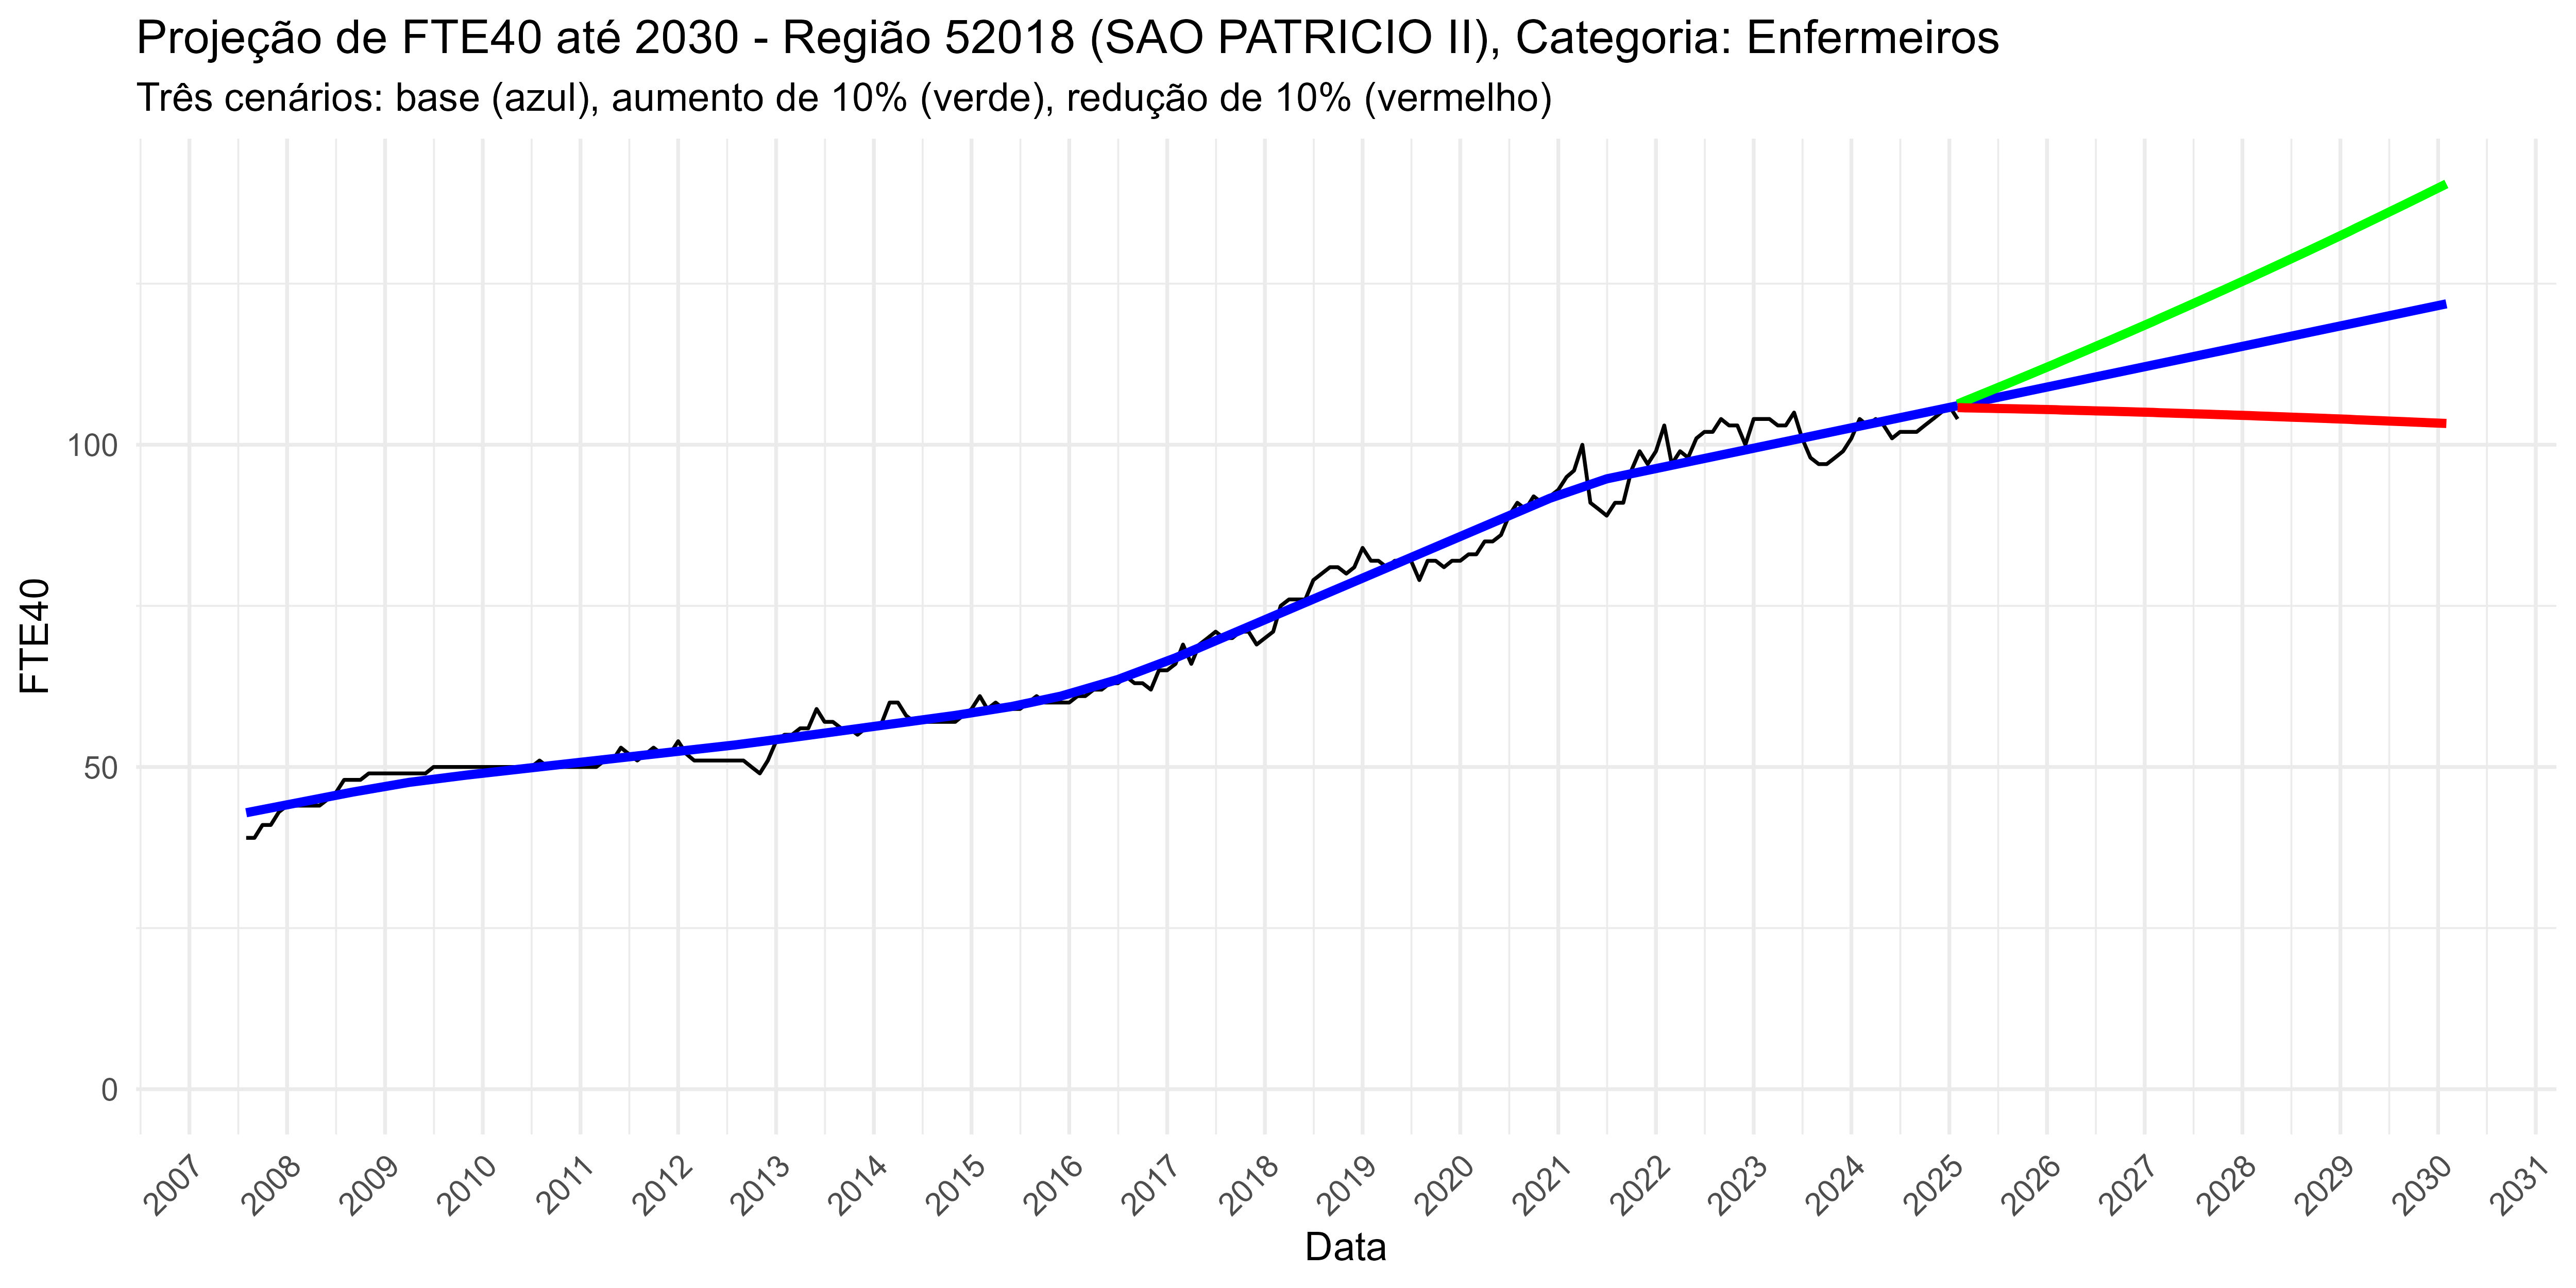 Projeção de FTE40 até 2030 - Região 52018 (SAO PATRICIO II), Categoria: Enfermeiros
Três cenários: base (azul), aumento de 10% (verde), redução de 10% (vermelho)
FTE40
100
50
0
2007 2008 2009 2010 2011 2012 2013 2014 2015 2016 2017 2018 2019 2020 2021 2022 2023 2024 2025 2026 2027 2028 2029 2030 2031
Data